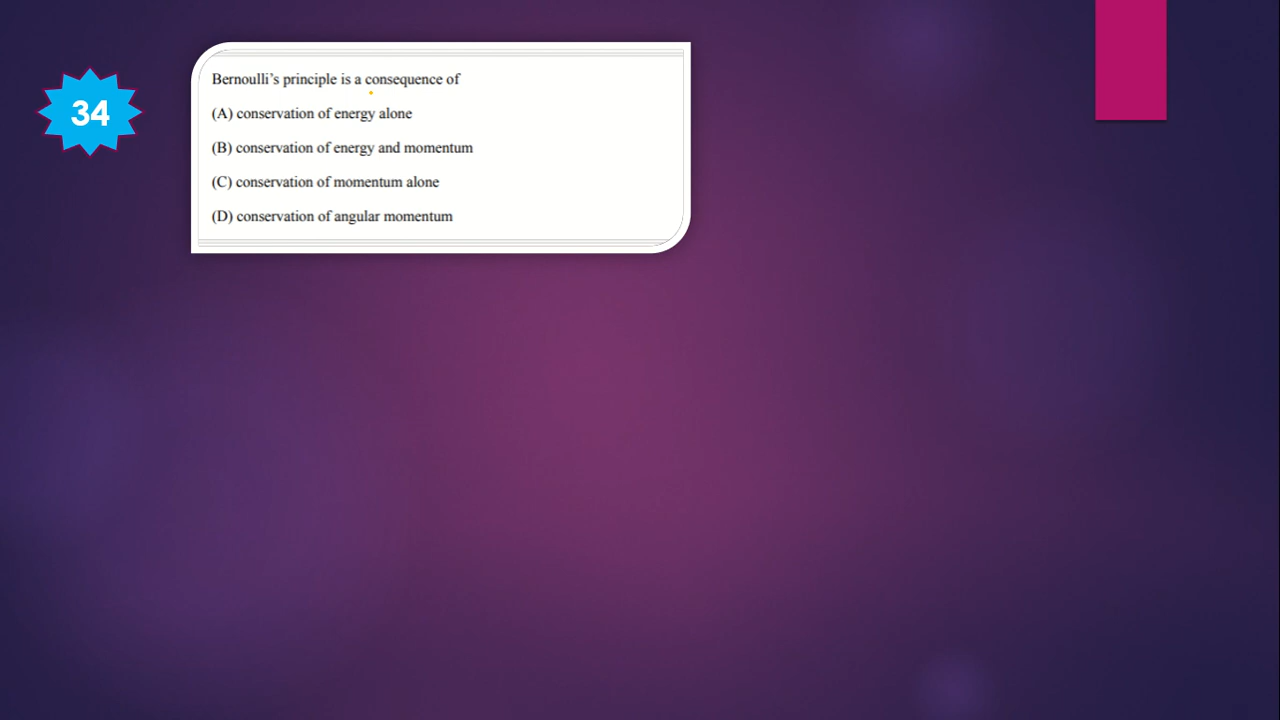 34
Bernoulli’s principle is a consequence of
(A) conservation of energy alone
(B) conservation of energy and momentum
(C) conservation of momentum alone
(D) conservation of angular momentum